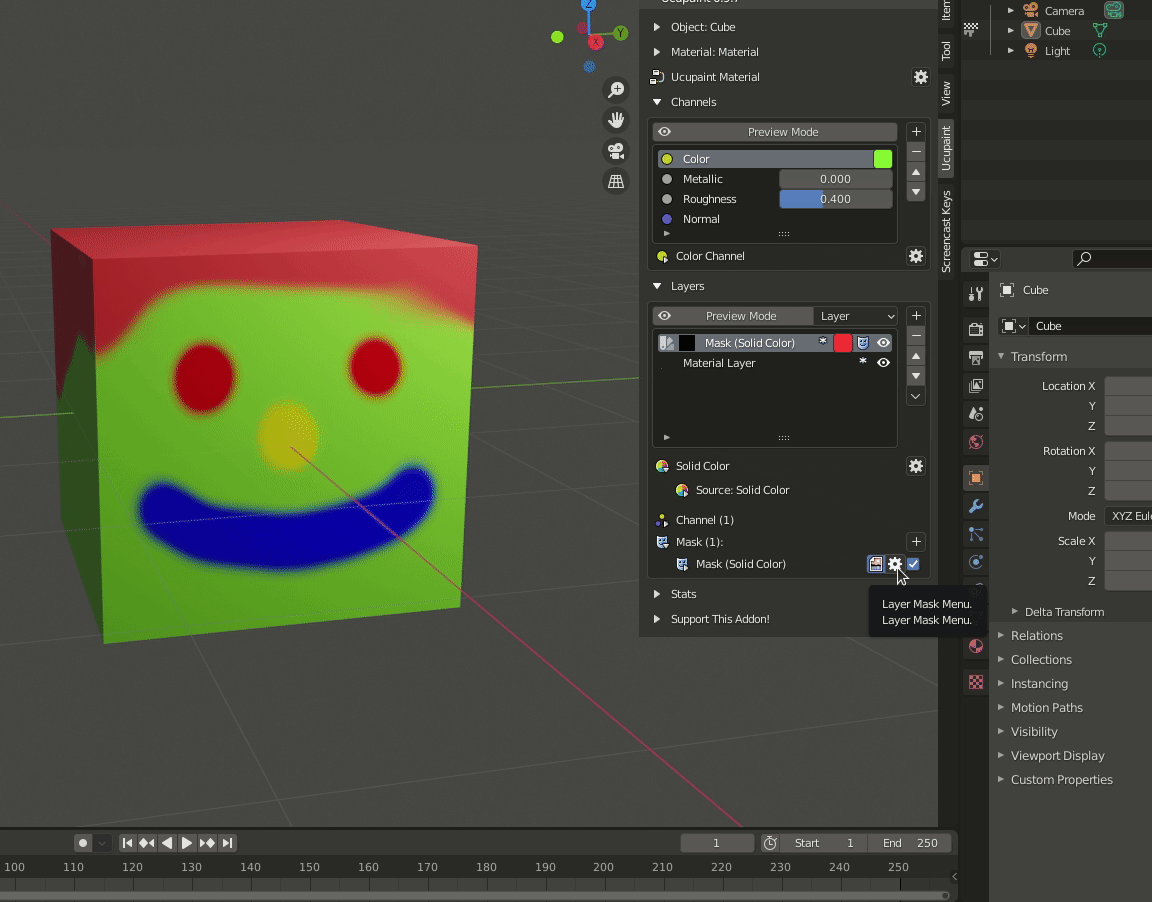 Object: Cube
Material: Material
Ucupaint Material
Channels
Preview Mode
Color
Metallic 0.000
Roughness 0.400
Normal
Color Channel
Layers
Preview Mode Layer
Mask (Solid Color) *
Material Layer *
Solid Color
Source: Solid Color
Channel (1)
Mask (1):
Mask (Solid Color)
Layer Mask Menu.
Layer Mask Menu.
Stats
Support This Addon!
Item
Tool
View
Ucupaint
Screencast Keys
Z
Y
X
Camera
Cube
Light
Cube
Cube
Transform
Location X
Y
Z
Rotation X
Y
Z
Mode XYZ Eul
Scale X
Y
Z
Delta Transform
Relations
Collections
Instancing
Motion Paths
Visibility
Viewport Display
Custom Properties
1 Start 1 End 250
100 110 120 130 140 150 160 170 180 190 200 210 220 230 240 250